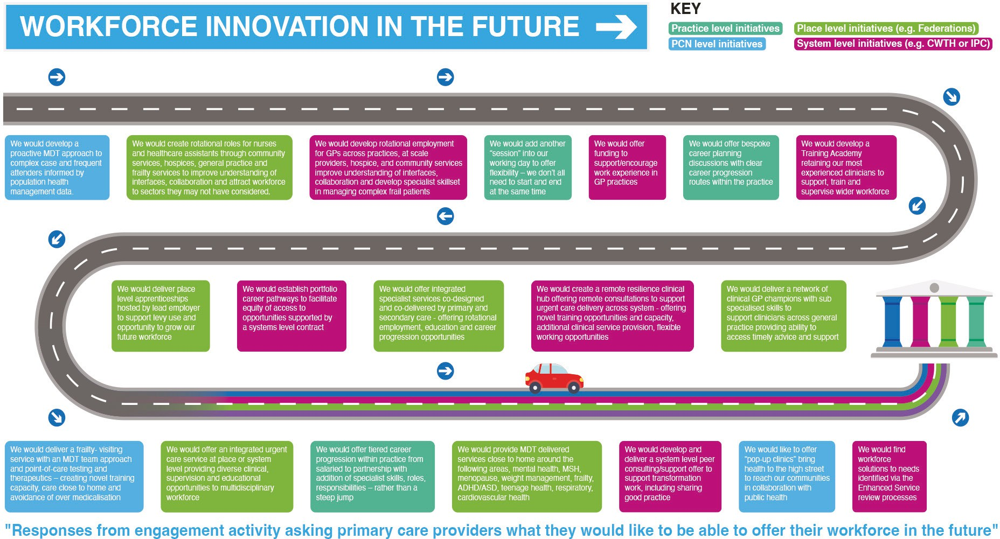 WORKFORCE INNOVATION IN THE FUTURE
KEY
Practice level initiatives
Place level initiatives (e.g. Federations)
PCN level initiatives
System level initiatives (e.g. CWTH or IPC)
We would develop a
proactive MDT approach to
complex case and frequent
attenders informed by
population health
management data.
We would create rotational roles for nurses
and healthcare assistants through community
services, hospices, general practice and
frailty services to improve understanding of
interfaces, collaboration and attract workforce
to sectors they may not have considered.
We would develop rotational employment
for GPs across practices, at scale
providers, hospice, and community services
improve understanding of interfaces,
collaboration and develop specialist skillset
in managing complex frail patients
We would add another
“session” into our
working day to offer
flexibility – we don’t all
need to start and end
at the same time
We would offer
funding to
support/encourage
work experience in
GP practices
We would offer bespoke
career planning
discussions with clear
career progression
routes within the practice
We would develop a
Training Academy
retaining our most
experienced clinicians to
support, train and
supervise wider workforce
We would deliver place
level apprenticeships
hosted by lead employer
to support levy use and
opportunity to grow our
future workforce
We would establish portfolio
career pathways to facilitate
equity of access to
opportunities supported by
a systems level contract
We would offer integrated
specialist services co-designed
and co-delivered by primary and
secondary care - offering rotational
employment, education and career
progression opportunities
We would create a remote resilience clinical
hub offering remote consultations to support
urgent care delivery across system - offering
novel training opportunities and capacity,
additional clinical service provision, flexible
working opportunities
We would deliver a network of
clinical GP champions with sub
specialised skills to
support clinicians across general
practice providing ability to
access timely advice and support
We would deliver a frailty- visiting
service with an MDT team approach
and point-of-care testing and
therapeutics – creating novel training
capacity, care close to home and
avoidance of over medicalisation
We would offer an integrated urgent
care service at place or system
level providing diverse clinical,
supervision and educational
opportunities to multidisciplinary
workforce
We would offer tiered career
progression within practice from
salaried to partnership with
addition of specialist skills, roles,
responsibilities – rather than a
steep jump
We would provide MDT delivered
services close to home around the
following areas, mental health, MSH,
menopause, weight management, frailty,
ADHD/ASD, teenage health, respiratory,
cardiovascular health
We would develop and
deliver a system level peer
consulting/support offer to
support transformation
work, including sharing
good practice
We would like to offer
“pop-up clinics” bring
health to the high street
to reach our communities
in collaboration with
public health
We would find
workforce
solutions to needs
identified via the
Enhanced Service
review processes
"Responses from engagement activity asking primary care providers what they would like to be able to offer their workforce in the future"